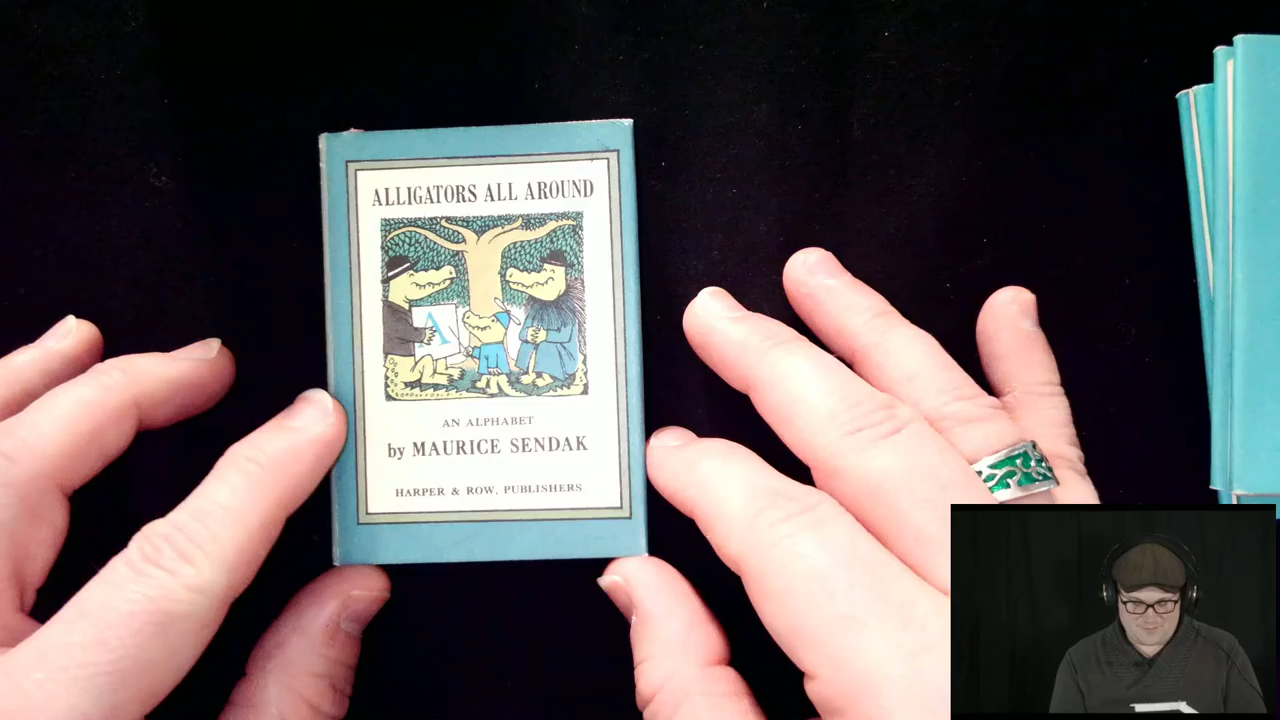 ALLIGATORS ALL AROUND
A
AN ALPHABET
by MAURICE SENDAK
HARPER & ROW, PUBLISHERS